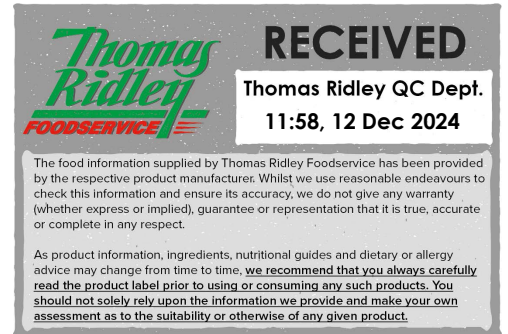 Thomas
Ridley
FOODSERVICE
RECEIVED
Thomas Ridley QC Dept.
11:58, 12 Dec 2024
The food information supplied by Thomas Ridley Foodservice has been provided
by the respective product manufacturer. Whilst we use reasonable endeavours to
check this information and ensure its accuracy, we do not give any warranty
(whether express or implied), guarantee or representation that it is true, accurate
or complete in any respect.
As product information, ingredients, nutritional guides and dietary or allergy
advice may change from time to time, we recommend that you always carefully
read the product label prior to using or consuming any such products. You
should not solely rely upon the information we provide and make your own
assessment as to the suitability or otherwise of any given product.